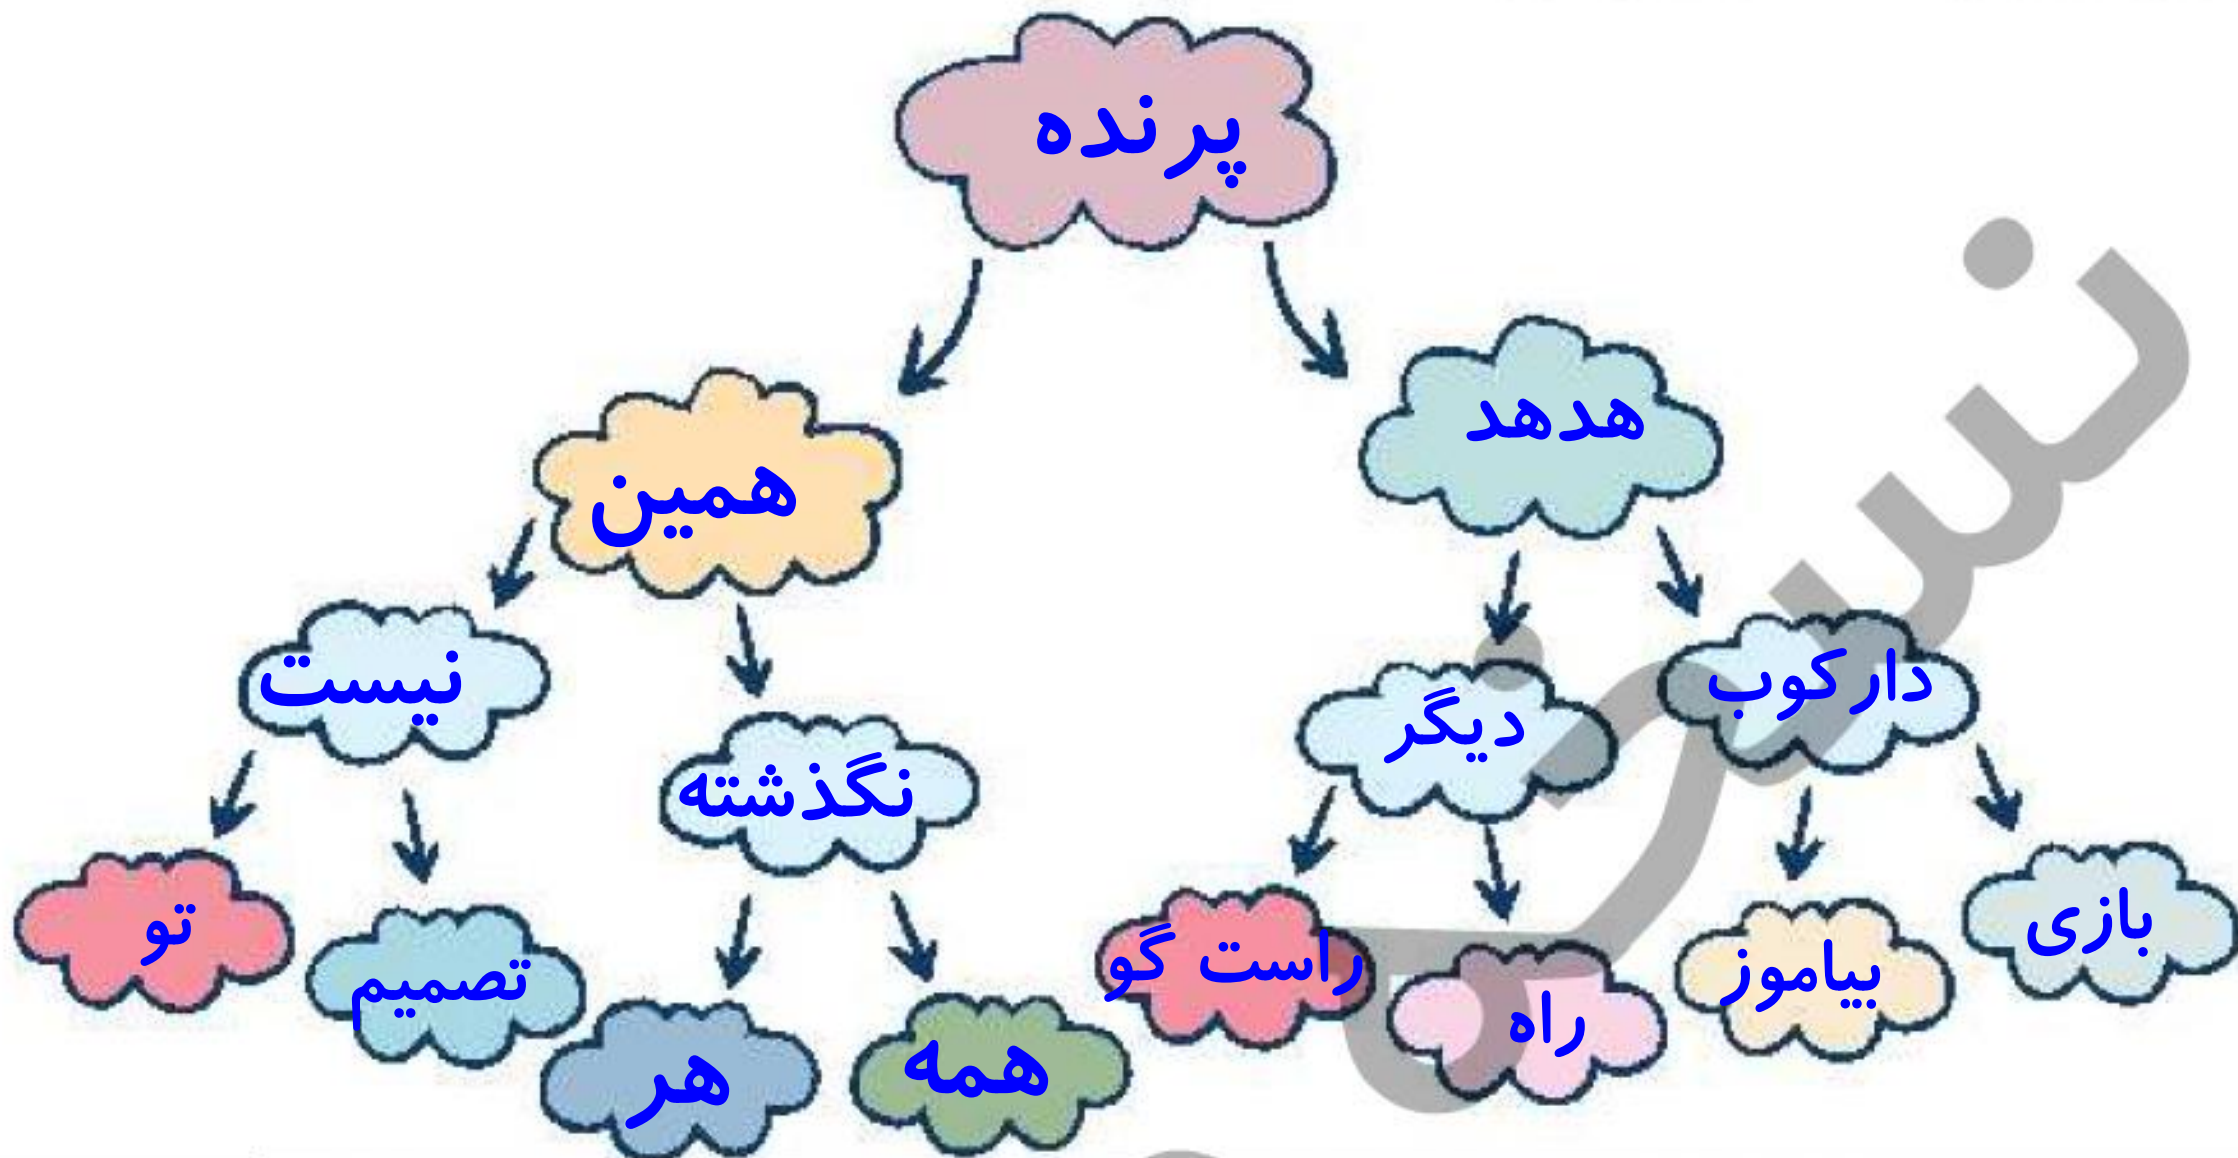 پرنده
هدهد
همین
دارکوب
دیگر
نگذشته
نیست
بازی
بیاموز
راه
راست گو
همه
هر
تصمیم
تو